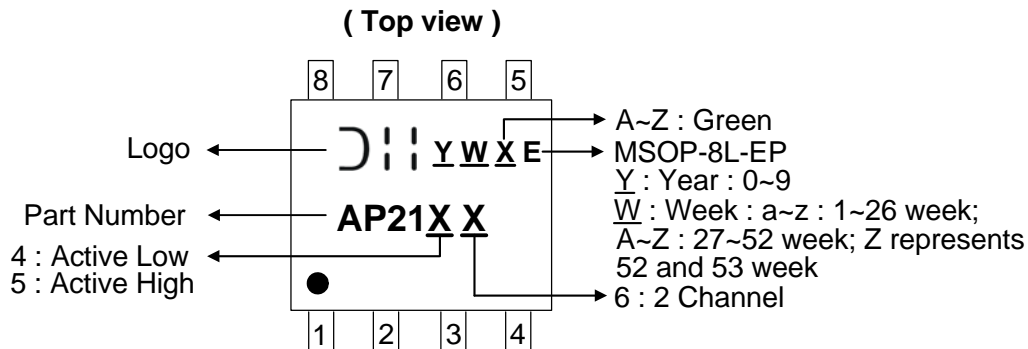 ( Top view )
8 7 6 5
Logo
Y W X E
A~Z : Green
MSOP-8L-EP
Y : Year : 0~9
W : Week : a~z : 1~26 week;
A~Z : 27~52 week; Z represents
52 and 53 week
Part Number
AP21X X
4 : Active Low
5 : Active High
6 : 2 Channel
1 2 3 4